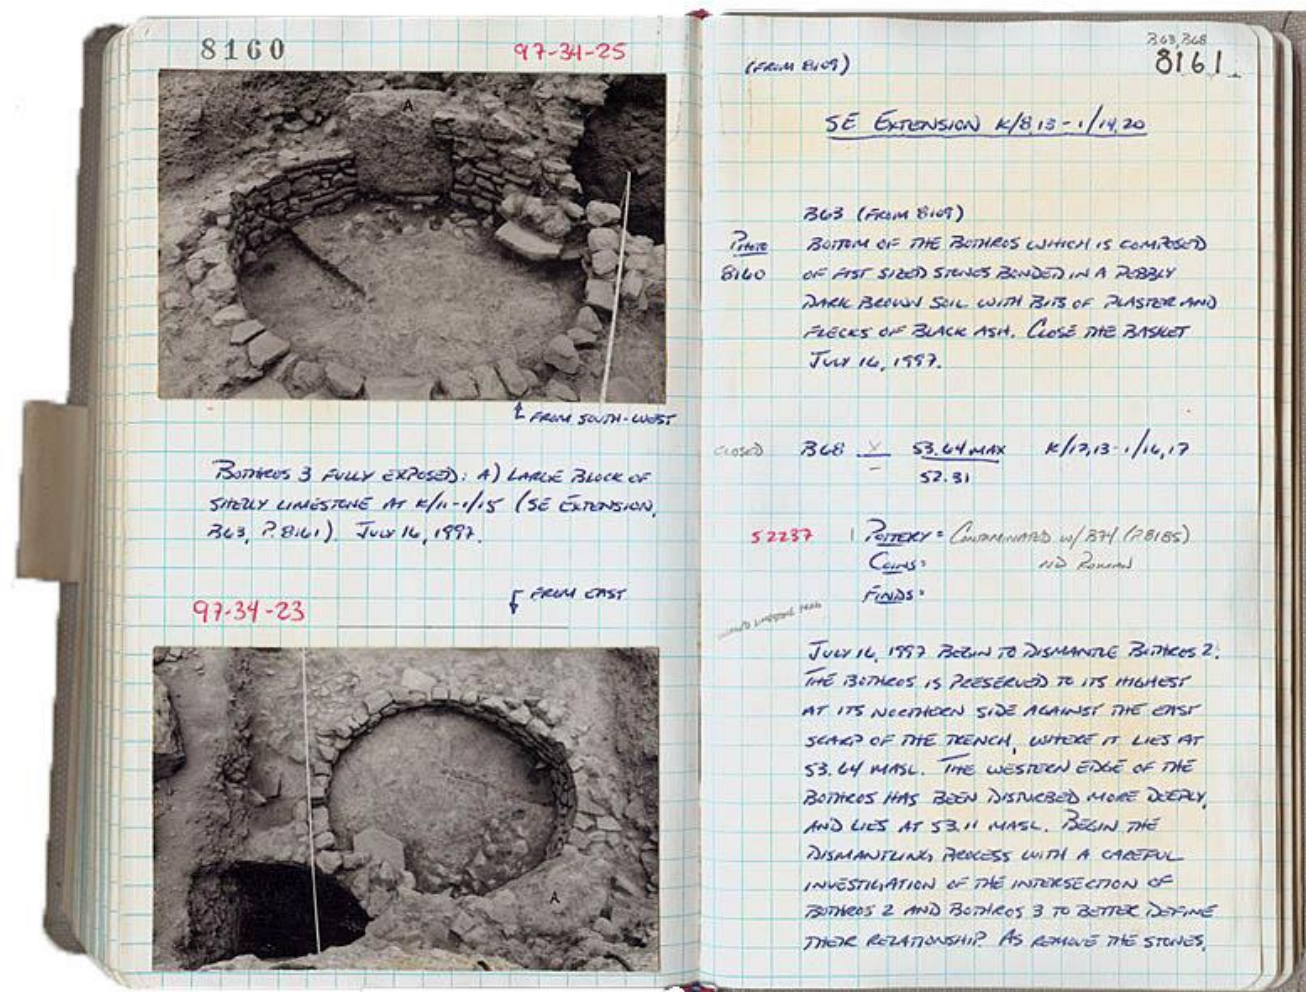 8160
97-34-25
A
↑ FROM SOUTH-WEST
BOTHROS 3 FULLY EXPOSED: A) LARGE BLOCK OF
SHELLY LIMESTONE AT K/11-1/15 (SE EXTENSION,
B63, P. 8161). JULY 16, 1997.
↓ FROM EAST
97-34-23
A
B63, B68
8161
(FROM 8109)
SE EXTENSION K/8,13-1/14,20
B63 (FROM 8109)
PHOTO
8160
BOTTOM OF THE BOTHROS WHICH IS COMPOSED
OF FIST SIZED STONES BONDED IN A PEBBLY
DARK BROWN SOIL WITH BITS OF PLASTER AND
FLECKS OF BLACK ASH. CLOSE THE BASKET
JULY 16, 1997.
CLOSED B68 X/- 53.64 MAX K/17,13-1/16,17
52.31
52237 1 POTTERY: CONTAMINATED W/ B74 (P.8185)
COINS: NO ROMAN
FINDS:
LIMESTONE
JULY 16, 1997 BEGIN TO DISMANTLE BOTHROS 2.
THE BOTHROS IS PRESERVED TO ITS HIGHEST
AT ITS NORTHERN SIDE AGAINST THE EAST
SCARP OF THE TRENCH, WHERE IT LIES AT
53.64 MASL. THE WESTERN EDGE OF THE
BOTHROS HAS BEEN DISTURBED MORE DEEPLY,
AND LIES AT 53.11 MASL. BEGIN THE
DISMANTLING PROCESS WITH A CAREFUL
INVESTIGATION OF THE INTERSECTION OF
BOTHROS 2 AND BOTHROS 3 TO BETTER DEFINE
THEIR RELATIONSHIP. AS REMOVE THE STONES,